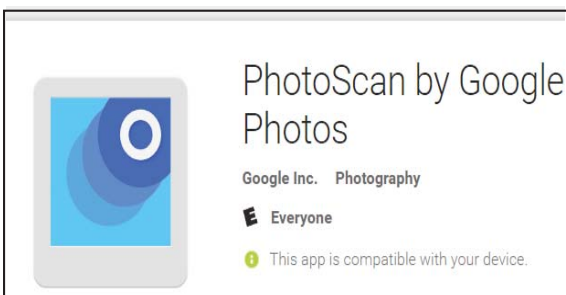 PhotoScan by Google
Photos
Google Inc. Photography
E Everyone
This app is compatible with your device.